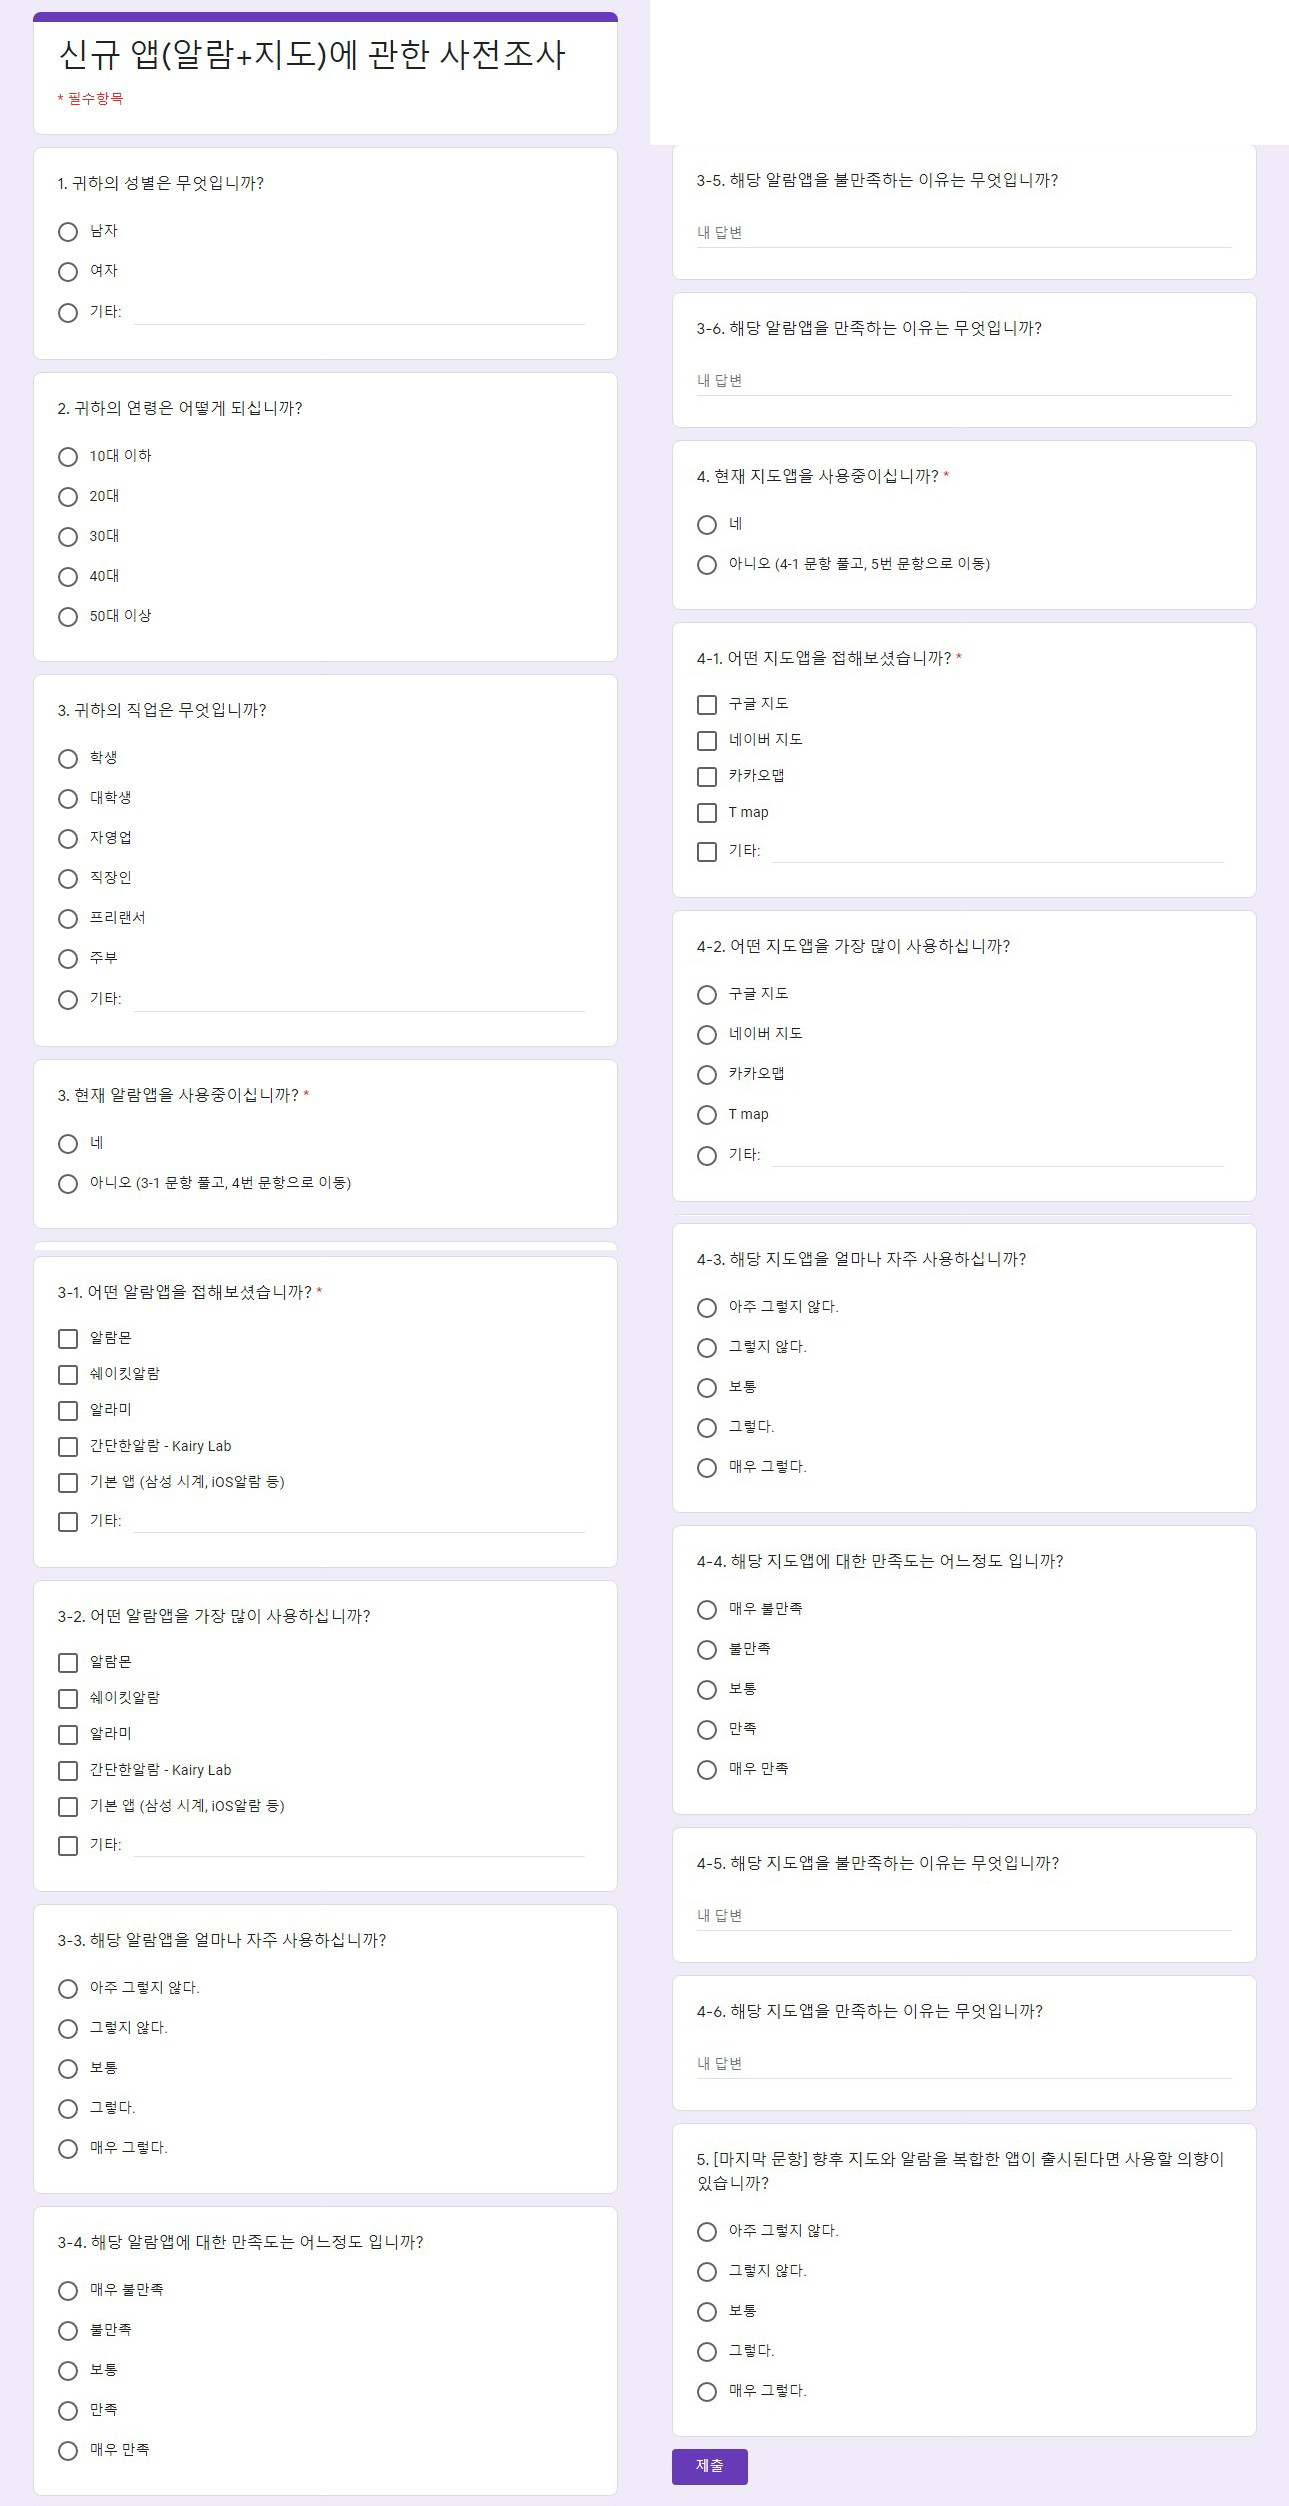 신규 앱(알람+지도)에 관한 사전조사
* 필수항목
1. 귀하의 성별은 무엇입니까?
남자
여자
기타:
2. 귀하의 연령은 어떻게 되십니까?
10대 이하
20대
30대
40대
50대 이상
3. 귀하의 직업은 무엇입니까?
학생
대학생
자영업
직장인
프리랜서
주부
기타:
3. 현재 알람앱을 사용중이십니까? *
네
아니오 (3-1 문항 풀고, 4번 문항으로 이동)
3-1. 어떤 알람앱을 접해보셨습니까? *
알람몬
쉐이킷알람
알라미
간단한알람 - Kairy Lab
기본 앱 (삼성 시계, iOS알람 등)
기타:
3-2. 어떤 알람앱을 가장 많이 사용하십니까?
알람몬
쉐이킷알람
알라미
간단한알람 - Kairy Lab
기본 앱 (삼성 시계, iOS알람 등)
기타:
3-3. 해당 알람앱을 얼마나 자주 사용하십니까?
아주 그렇지 않다.
그렇지 않다.
보통
그렇다.
매우 그렇다.
3-4. 해당 알람앱에 대한 만족도는 어느정도 입니까?
매우 불만족
불만족
보통
만족
매우 만족
3-5. 해당 알람앱을 불만족하는 이유는 무엇입니까?
내 답변
3-6. 해당 알람앱을 만족하는 이유는 무엇입니까?
내 답변
4. 현재 지도앱을 사용중이십니까? *
네
아니오 (4-1 문항 풀고, 5번 문항으로 이동)
4-1. 어떤 지도앱을 접해보셨습니까? *
구글 지도
네이버 지도
카카오맵
T map
기타:
4-2. 어떤 지도앱을 가장 많이 사용하십니까?
구글 지도
네이버 지도
카카오맵
T map
기타:
4-3. 해당 지도앱을 얼마나 자주 사용하십니까?
아주 그렇지 않다.
그렇지 않다.
보통
그렇다.
매우 그렇다.
4-4. 해당 지도앱에 대한 만족도는 어느정도 입니까?
매우 불만족
불만족
보통
만족
매우 만족
4-5. 해당 지도앱을 불만족하는 이유는 무엇입니까?
내 답변
4-6. 해당 지도앱을 만족하는 이유는 무엇입니까?
내 답변
5. [마지막 문항] 향후 지도와 알람을 복합한 앱이 출시된다면 사용할 의향이
있습니까?
아주 그렇지 않다.
그렇지 않다.
보통
그렇다.
매우 그렇다.
제출